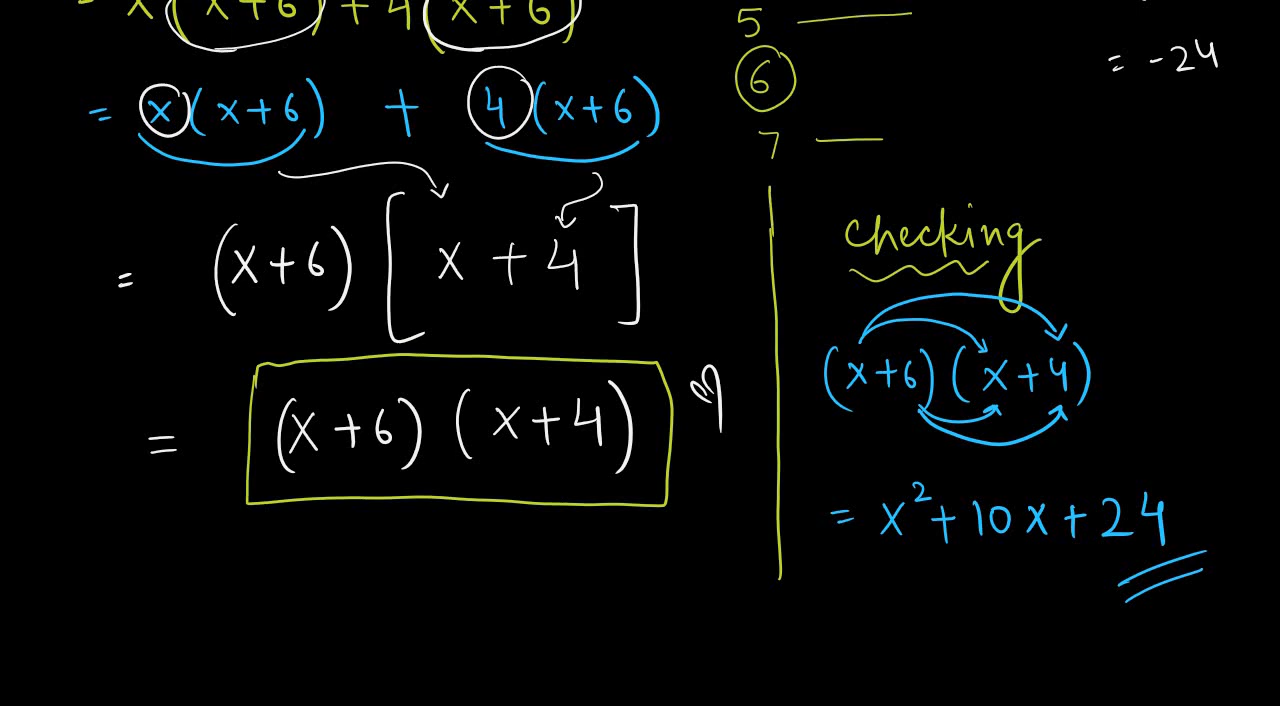 = x(x+6) + 4(x+6)
= x(x+6) + 4(x+6)
= (x+6) [x + 4]
= (x+6) (x+4)
5
6
7
= -24
checking
(x+6) (x+4)
= x² + 10x + 24